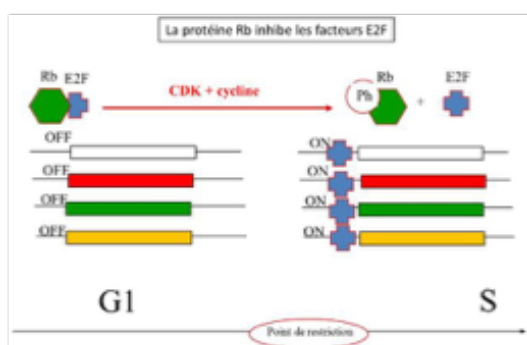 La protéine Rb inhibe les facteurs E2F
Rb E2F
CDK + cycline
Ph
Rb
+
E2F
OFF
OFF
OFF
OFF
ON
ON
ON
ON
G1
S
Point de restriction